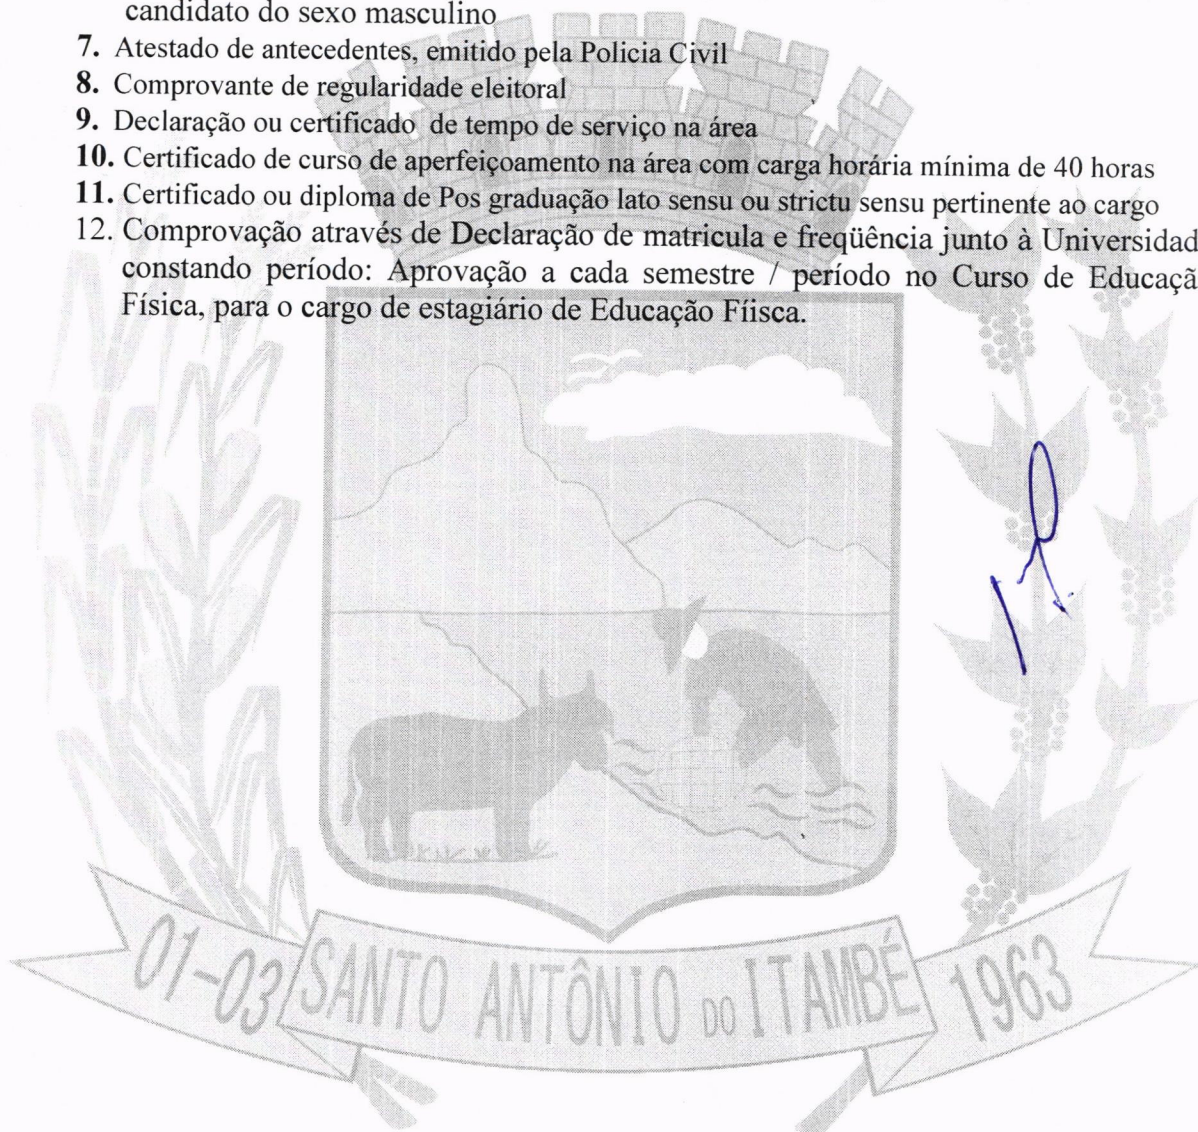 candidato do sexo masculino
7. Atestado de antecedentes, emitido pela Policia Civil
8. Comprovante de regularidade eleitoral
9. Declaração ou certificado de tempo de serviço na área
10. Certificado de curso de aperfeiçoamento na área com carga horária mínima de 40 horas
11. Certificado ou diploma de Pos graduação lato sensu ou strictu sensu pertinente ao cargo
12. Comprovação através de Declaração de matricula e freqüência junto à Universidad
constando período: Aprovação a cada semestre / período no Curso de Educaçã
Física, para o cargo de estagiário de Educação Fíisca.
01-03 SANTO ANTÔNIO DO ITAMBÉ 1963